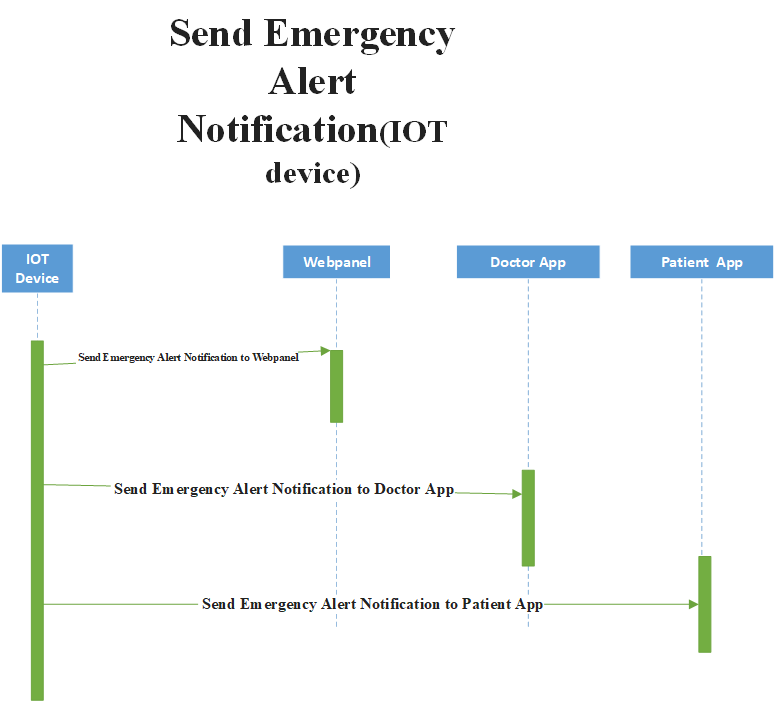 Send Emergency
Alert
Notification(IOT
device)
IOT
Device
Webpanel
Doctor App
Patient App
Send Emergency Alert Notification to Webpanel
Send Emergency Alert Notification to Doctor App
Send Emergency Alert Notification to Patient App